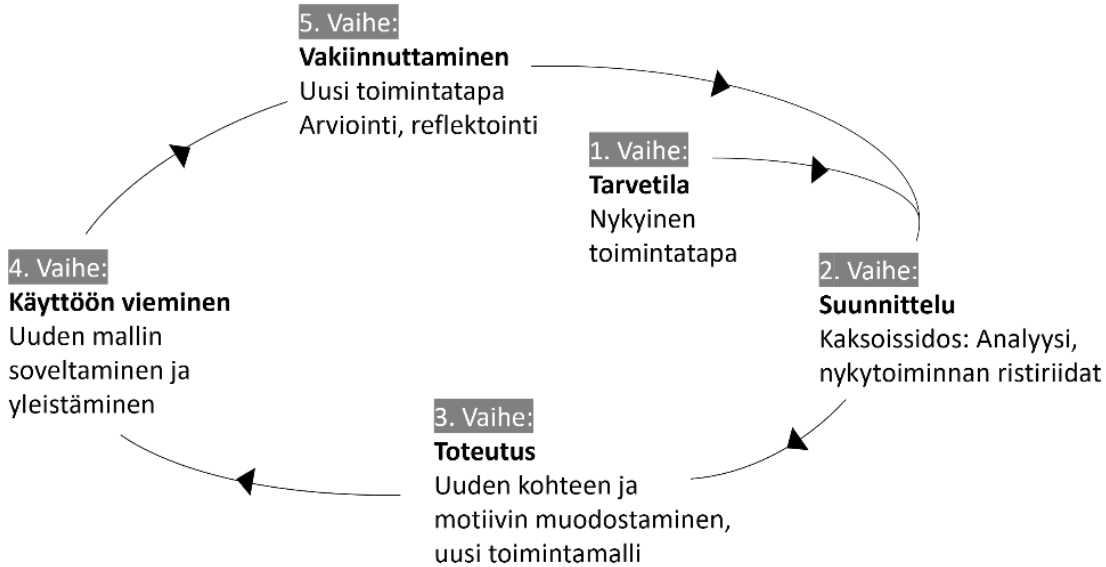 5. Vaihe:
Vakiinnuttaminen
Uusi toimintatapa
Arviointi, reflektointi
1. Vaihe:
Tarvetila
Nykyinen
toimintatapa
2. Vaihe:
Suunnittelu
Kaksoissidos: Analyysi,
nykytoiminnan ristiriidat
3. Vaihe:
Toteutus
Uuden kohteen ja
motiivin muodostaminen,
uusi toimintamalli
4. Vaihe:
Käyttöön vieminen
Uuden mallin
soveltaminen ja
yleistäminen